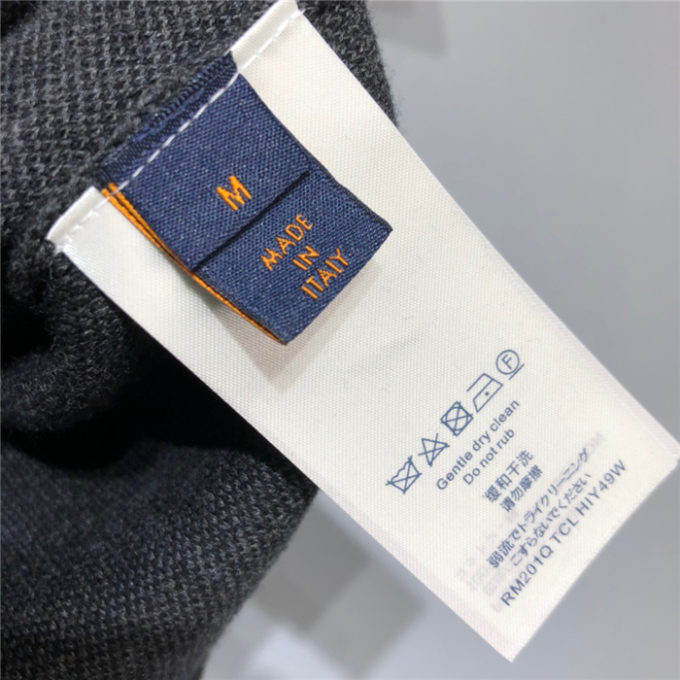 M
MADE
IN
ITALY
Gentle dry clean
Do not rub
缓和干洗
请勿摩擦
弱流でトライクリーニング
こすらないでください
RM201Q TCL HIY49W